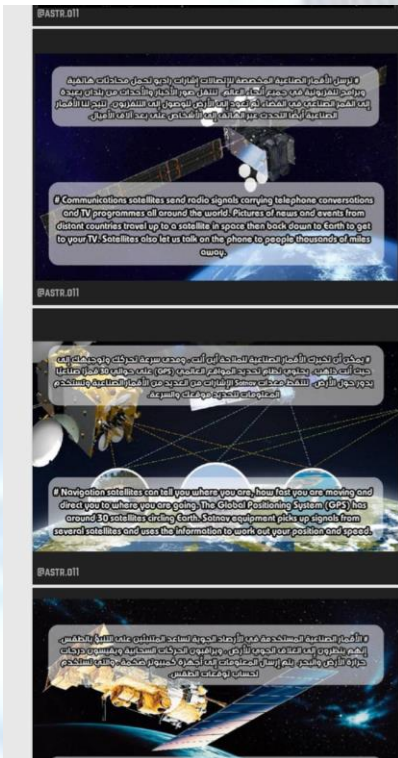 @ASTR.011
# ترسل الأقمار الصناعية المخصصة للإتصالات إشارات راديو تحمل محادثات هاتفية
وبرامج تلفزيونية في جميع أنحاء العالم. تنتقل صور الأخبار والأحداث من بلدان بعيدة
إلى القمر الصناعي في الفضاء ثم تعود إلى الأرض للوصول إلى التلفزيون. تتيح لنا الأقمار
الصناعية أيضا التحدث عبر الهاتف إلى الأشخاص على بعد آلاف الأميال.
# Communications satellites send radio signals carrying telephone conversations
and TV programmes all around the world. Pictures of news and events from
distant countries travel up to a satellite in space then back down to Earth to get
to your TV. Satellites also let us talk on the phone to people thousands of miles
away.
@ASTR.011
# يمكن أن تخبرك الأقمار الصناعية للملاحة أين أنت ، ومدى سرعة تحركك وتوجيهك إلى
حيث أنت ذاهب. يحتوي نظام تحديد المواقع العالمي (GPS) على حوالي 30 قمرًا صناعيًا
يدور حول الأرض. تلتقط معدات Satnav الإشارات من العديد من الأقمار الصناعية وتستخدم
المعلومات لتحديد موقعك والسرعة.
# Navigation satellites can tell you where you are, how fast you are moving and
direct you to where you are going. The Global Positioning System (GPS) has
around 30 satellites circling Earth. Satnav equipment picks up signals from
several satellites and uses the information to work out your position and speed.
@ASTR.011
# الأقمار الصناعية المستخدمة في الأرصاد الجوية تساعد المتنبئين على التنبؤ بالطقس.
إنهم ينظرون إلى الغلاف الجوي للأرض ، ويراقبون الحركات السحابية ويقيسون درجات
حرارة الأرض والبحر. يتم إرسال المعلومات إلى أجهزة كمبيوتر ضخمة ، والتي تستخدم
لحساب توقعات الطقس.